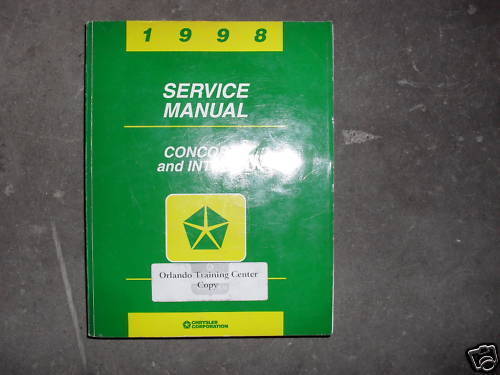 1 9 9 8
SERVICE
MANUAL
and
Orlando Training Center
Copy
CHRYSLER
CORPORATION